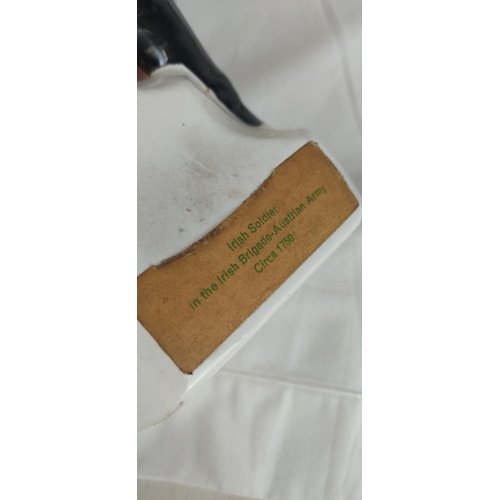 Irish Soldier
in the Irish Brigade-Austrian Army
Circa 1750